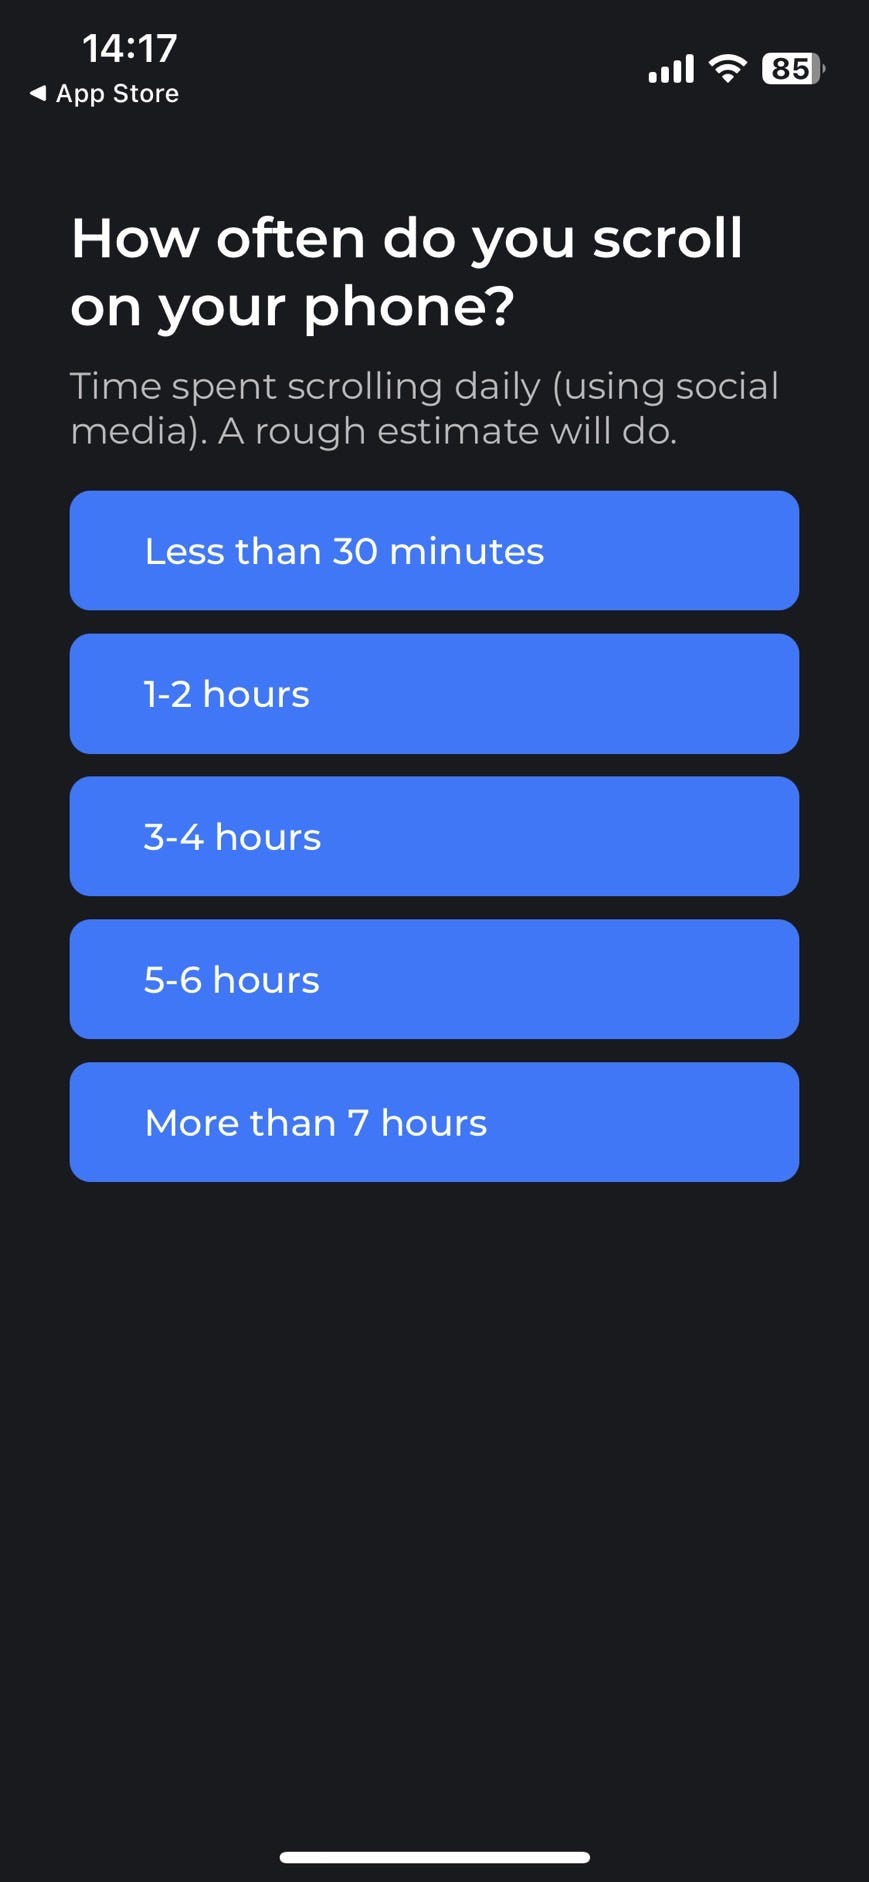 14:17
◀ App Store
85
How often do you scroll
on your phone?
Time spent scrolling daily (using social
media). A rough estimate will do.
Less than 30 minutes
1-2 hours
3-4 hours
5-6 hours
More than 7 hours